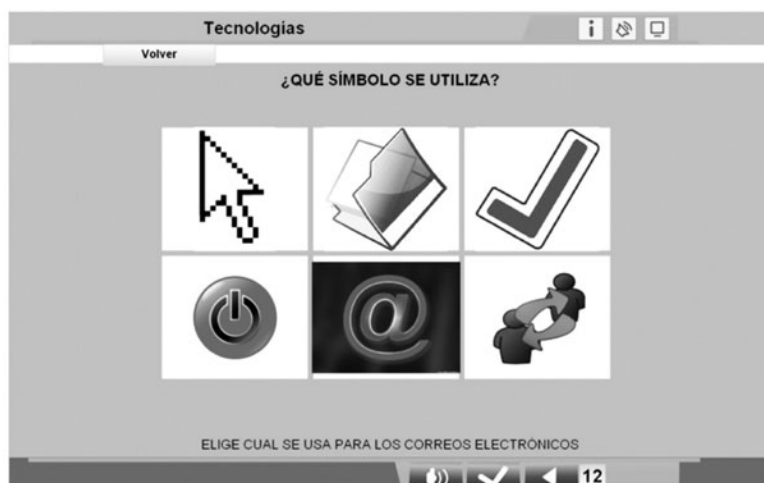 Tecnologías
Volver
¿QUÉ SÍMBOLO SE UTILIZA?
@
ELIGE CUAL SE USA PARA LOS CORREOS ELECTRÓNICOS
12